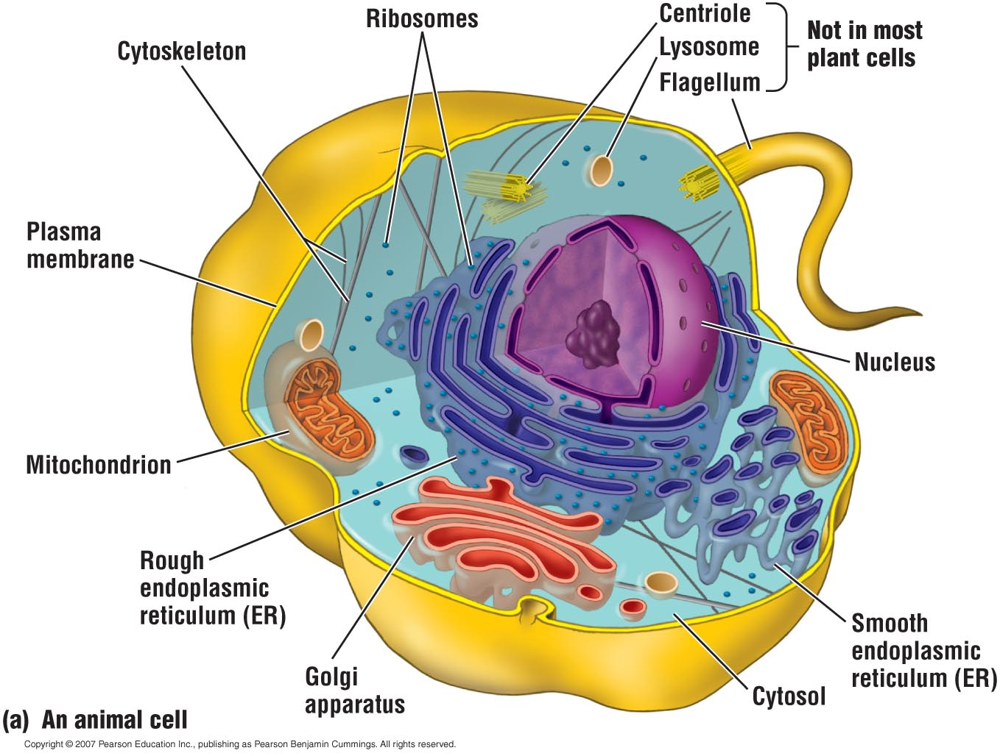 Ribosomes
Centriole
Lysosome
Flagellum
Not in most
plant cells
Cytoskeleton
Plasma
membrane
Nucleus
Mitochondrion
Rough
endoplasmic
reticulum (ER)
Golgi
apparatus
Smooth
endoplasmic
reticulum (ER)
Cytosol
(a) An animal cell
Copyright © 2007 Pearson Education Inc., publishing as Pearson Benjamin Cummings. All rights reserved.